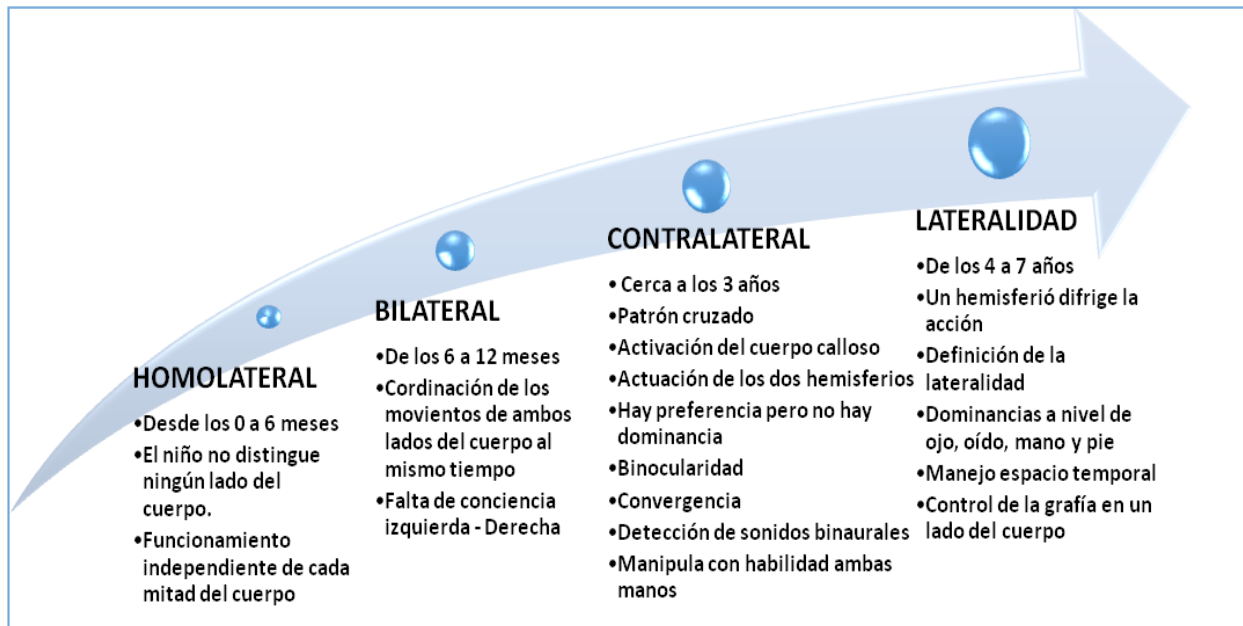 HOMOLATERAL
•Desde los 0 a 6 meses
•El niño no distingue
ningún lado del
cuerpo.
•Funcionamiento
independiente de cada
mitad del cuerpo
BILATERAL
•De los 6 a 12 meses
•Cordinación de los
movientos de ambos
lados del cuerpo al
mismo tiempo
•Falta de conciencia
izquierda - Derecha
CONTRALATERAL
• Cerca a los 3 años
•Patrón cruzado
•Activación del cuerpo calloso
•Actuación de los dos hemisferios
•Hay preferencia pero no hay
dominancia
•Binocularidad
•Convergencia
•Detección de sonidos binaurales
•Manipula con habilidad ambas
manos
LATERALIDAD
•De los 4 a 7 años
•Un hemisferió difrige la
acción
•Definición de la
lateralidad
•Dominancias a nivel de
ojo, oído, mano y pie
•Manejo espacio temporal
•Control de la grafía en un
lado del cuerpo